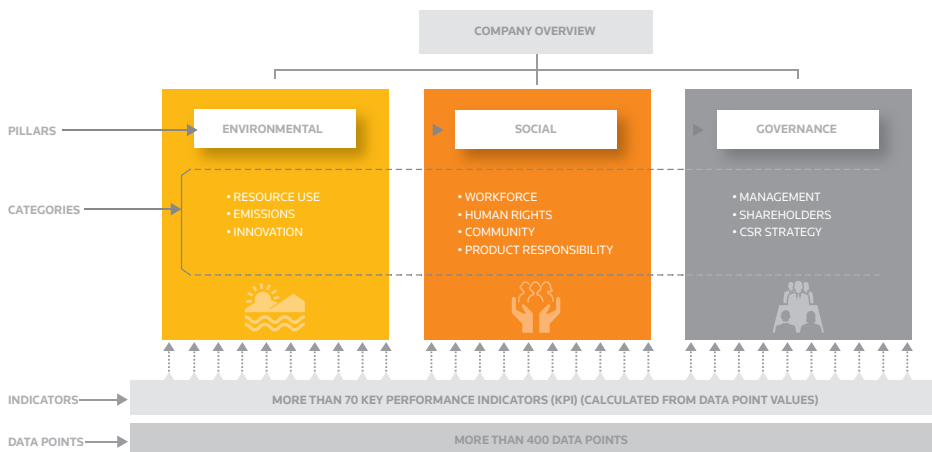 COMPANY OVERVIEW
PILLARS
ENVIRONMENTAL
SOCIAL
GOVERNANCE
CATEGORIES
• RESOURCE USE
• EMISSIONS
• INNOVATION
• WORKFORCE
• HUMAN RIGHTS
• COMMUNITY
• PRODUCT RESPONSIBILITY
• MANAGEMENT
• SHAREHOLDERS
• CSR STRATEGY
INDICATORS
MORE THAN 70 KEY PERFORMANCE INDICATORS (KPI) (CALCULATED FROM DATA POINT VALUES)
DATA POINTS
MORE THAN 400 DATA POINTS